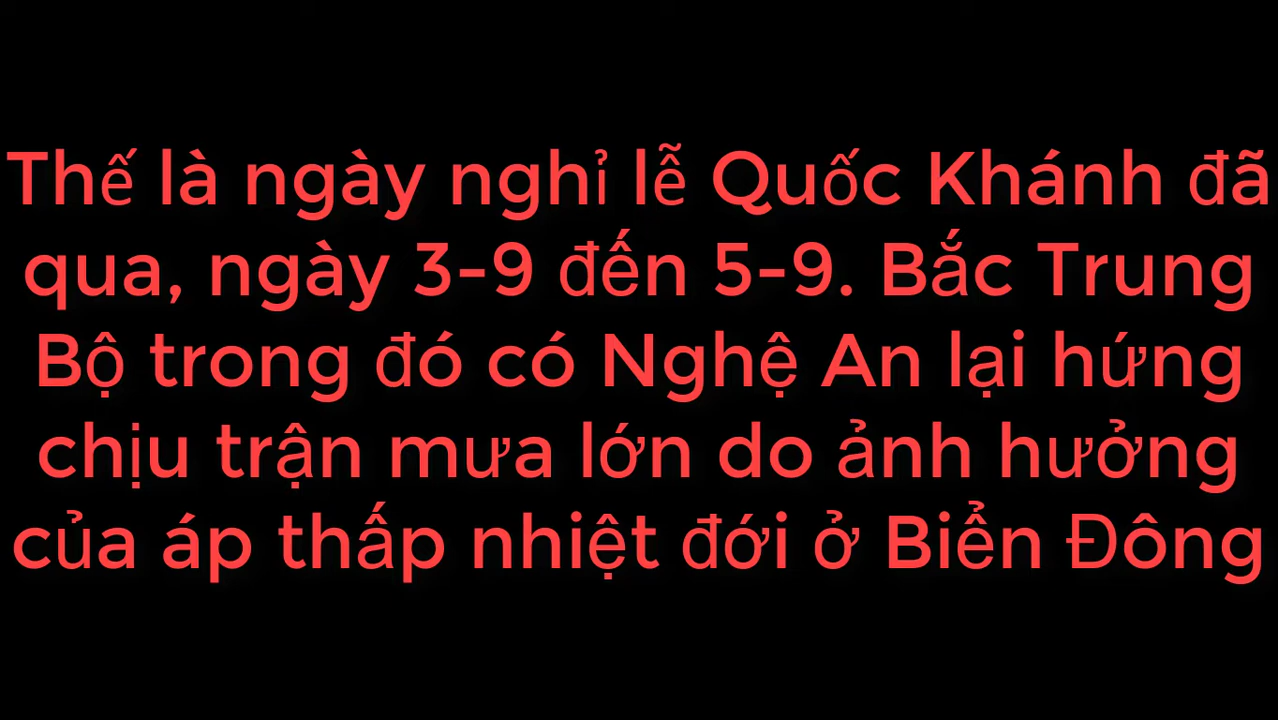 Thế là ngày nghỉ lễ Quốc Khánh đã
qua, ngày 3-9 đến 5-9. Bắc Trung
Bộ trong đó có Nghệ An lại hứng
chịu trận mưa lớn do ảnh hưởng
của áp thấp nhiệt đới ở Biển Đông